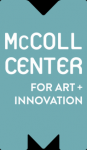 McCOLL
CENTER
FOR ART +
INNOVATION